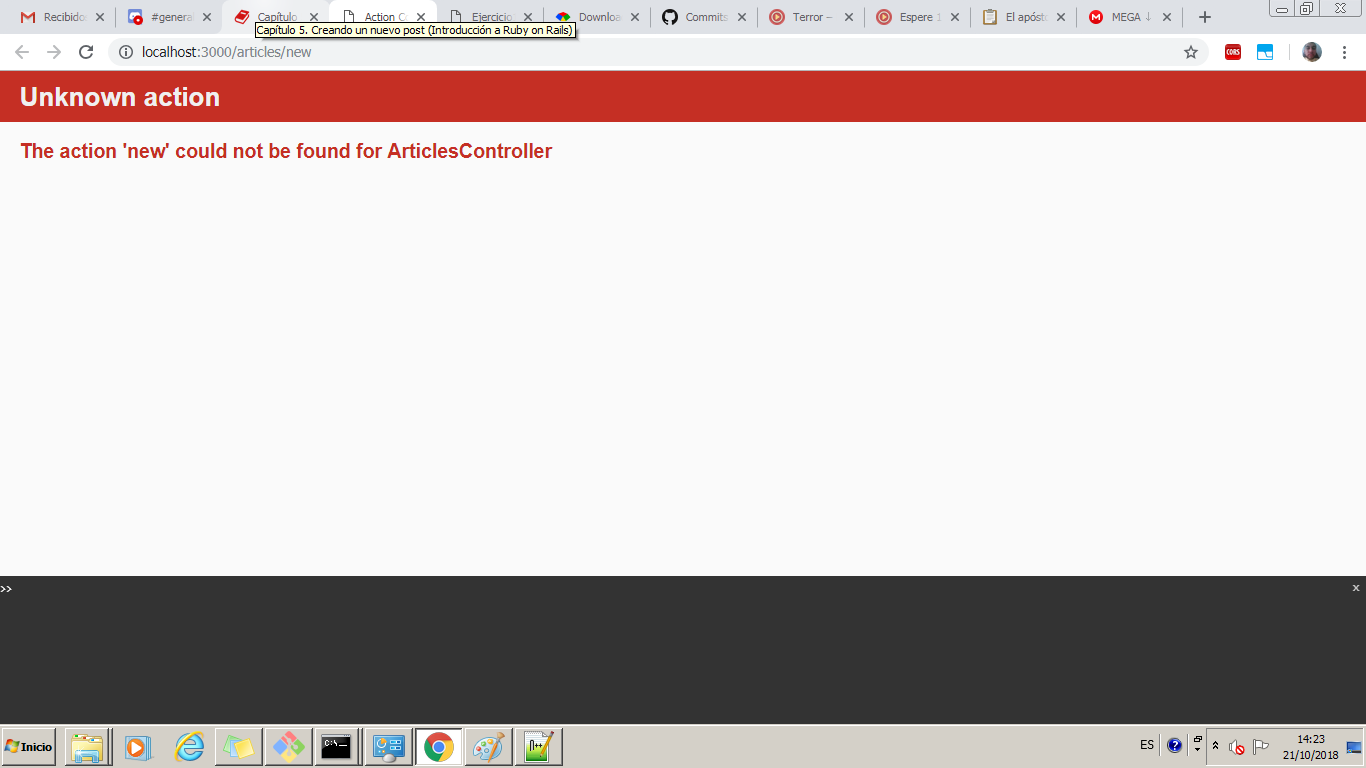 Recibido
#genera
Capítulo
Action C
Ejercicio
Downloa
Commits
Terror –
Espere 1
El apósto
MEGA
Capítulo 5. Creando un nuevo post (Introducción a Ruby on Rails)
localhost:3000/articles/new
CORS
Unknown action
The action 'new' could not be found for ArticlesController
>>
x
Inicio
C:\._
ES
14:23
21/10/2018